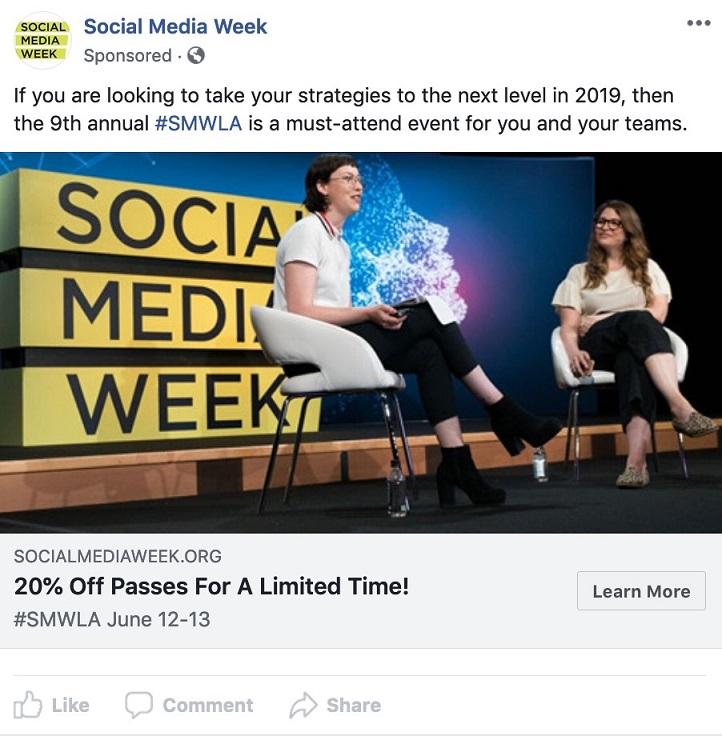 SOCIAL
MEDIA
WEEK
Social Media Week
Sponsored ·
If you are looking to take your strategies to the next level in 2019, then
the 9th annual #SMWLA is a must-attend event for you and your teams.
SOCIA
MEDI
WEEK
SOCIALMEDIAWEEK.ORG
20% Off Passes For A Limited Time!
#SMWLA June 12-13
Learn More
Like Comment Share